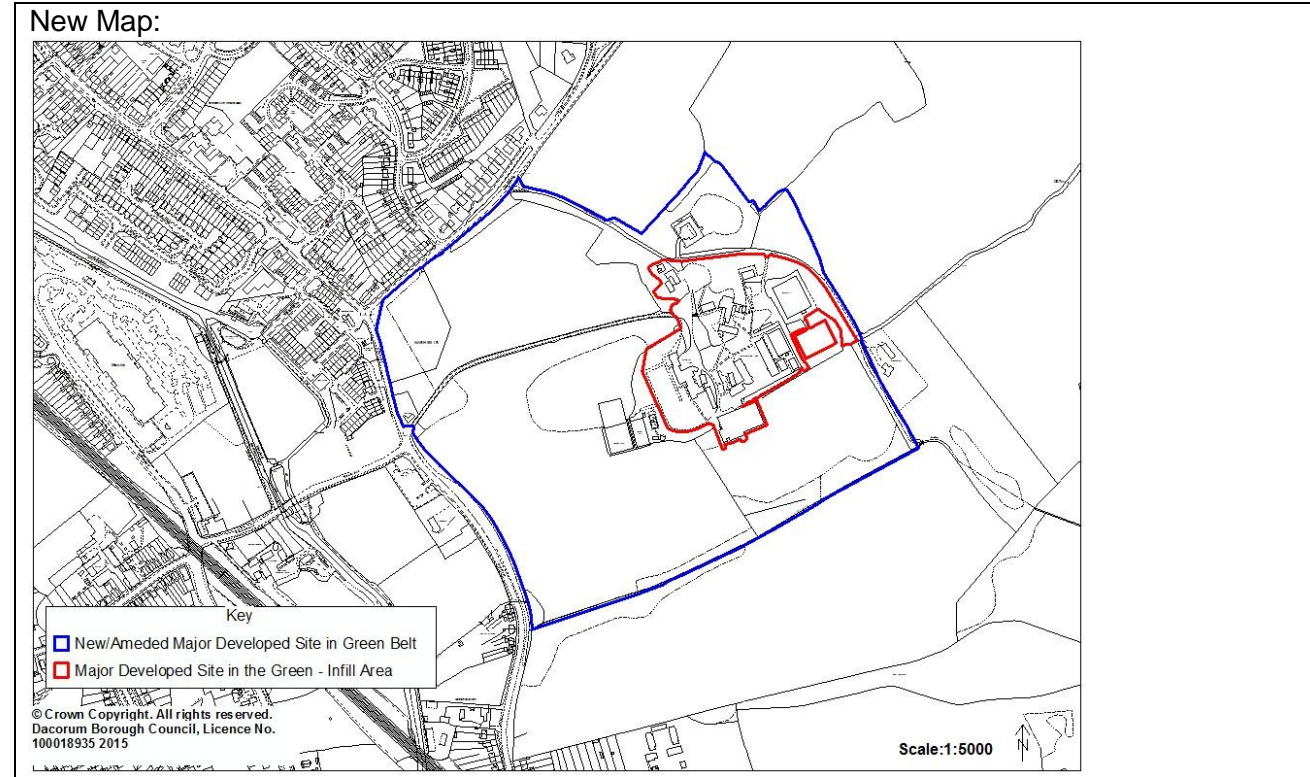 New Map:
Key
New/Ameded Major Developed Site in Green Belt
Major Developed Site in the Green - Infill Area
© Crown Copyright. All rights reserved.
Dacorum Borough Council, Licence No.
100018935 2015
Scale:1:5000
N